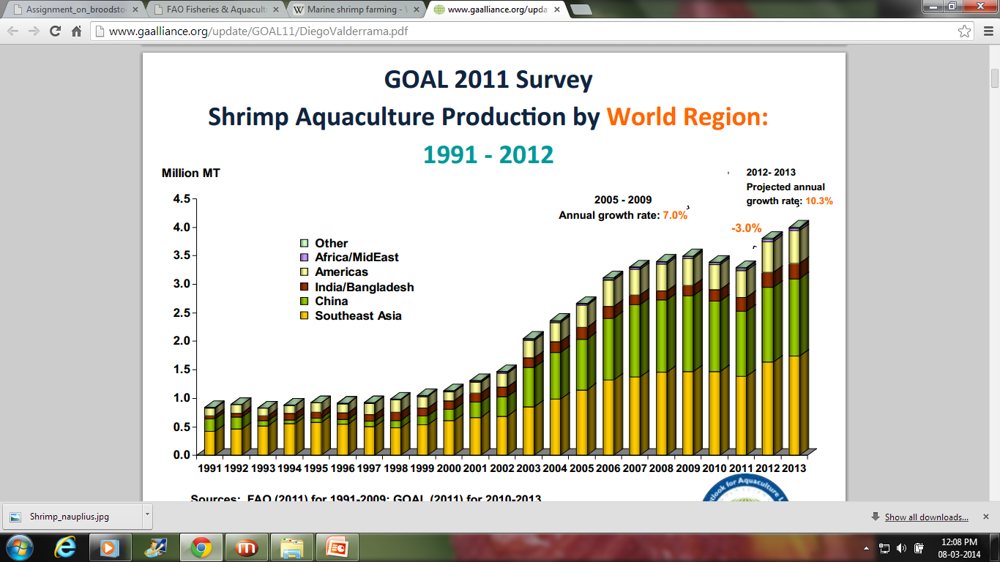 Assignment_on_broodsto
FAO Fisheries & Aquacult
Marine shrimp farming -
www.gaalliance.org/upda
www.gaalliance.org/update/GOAL11/DiegoValderrama.pdf
GOAL 2011 Survey
Shrimp Aquaculture Production by World Region:
1991 - 2012
Million MT
2012- 2013
Projected annual
growth rate: 10.3%
2005 - 2009
Annual growth rate: 7.0%
-3.0%
4.5
4.0
3.5
3.0
2.5
2.0
1.5
1.0
0.5
0.0
Other
Africa/MidEast
Americas
India/Bangladesh
China
Southeast Asia
1991 1992 1993 1994 1995 1996 1997 1998 1999 2000 2001 2002 2003 2004 2005 2006 2007 2008 2009 2010 2011 2012 2013
Sources: FAO (2011) for 1991-2009; GOAL (2011) for 2010-2013
utlook for Aquaculture L
Shrimp_nauplius.jpg
Show all downloads...
12:08 PM
08-03-2014